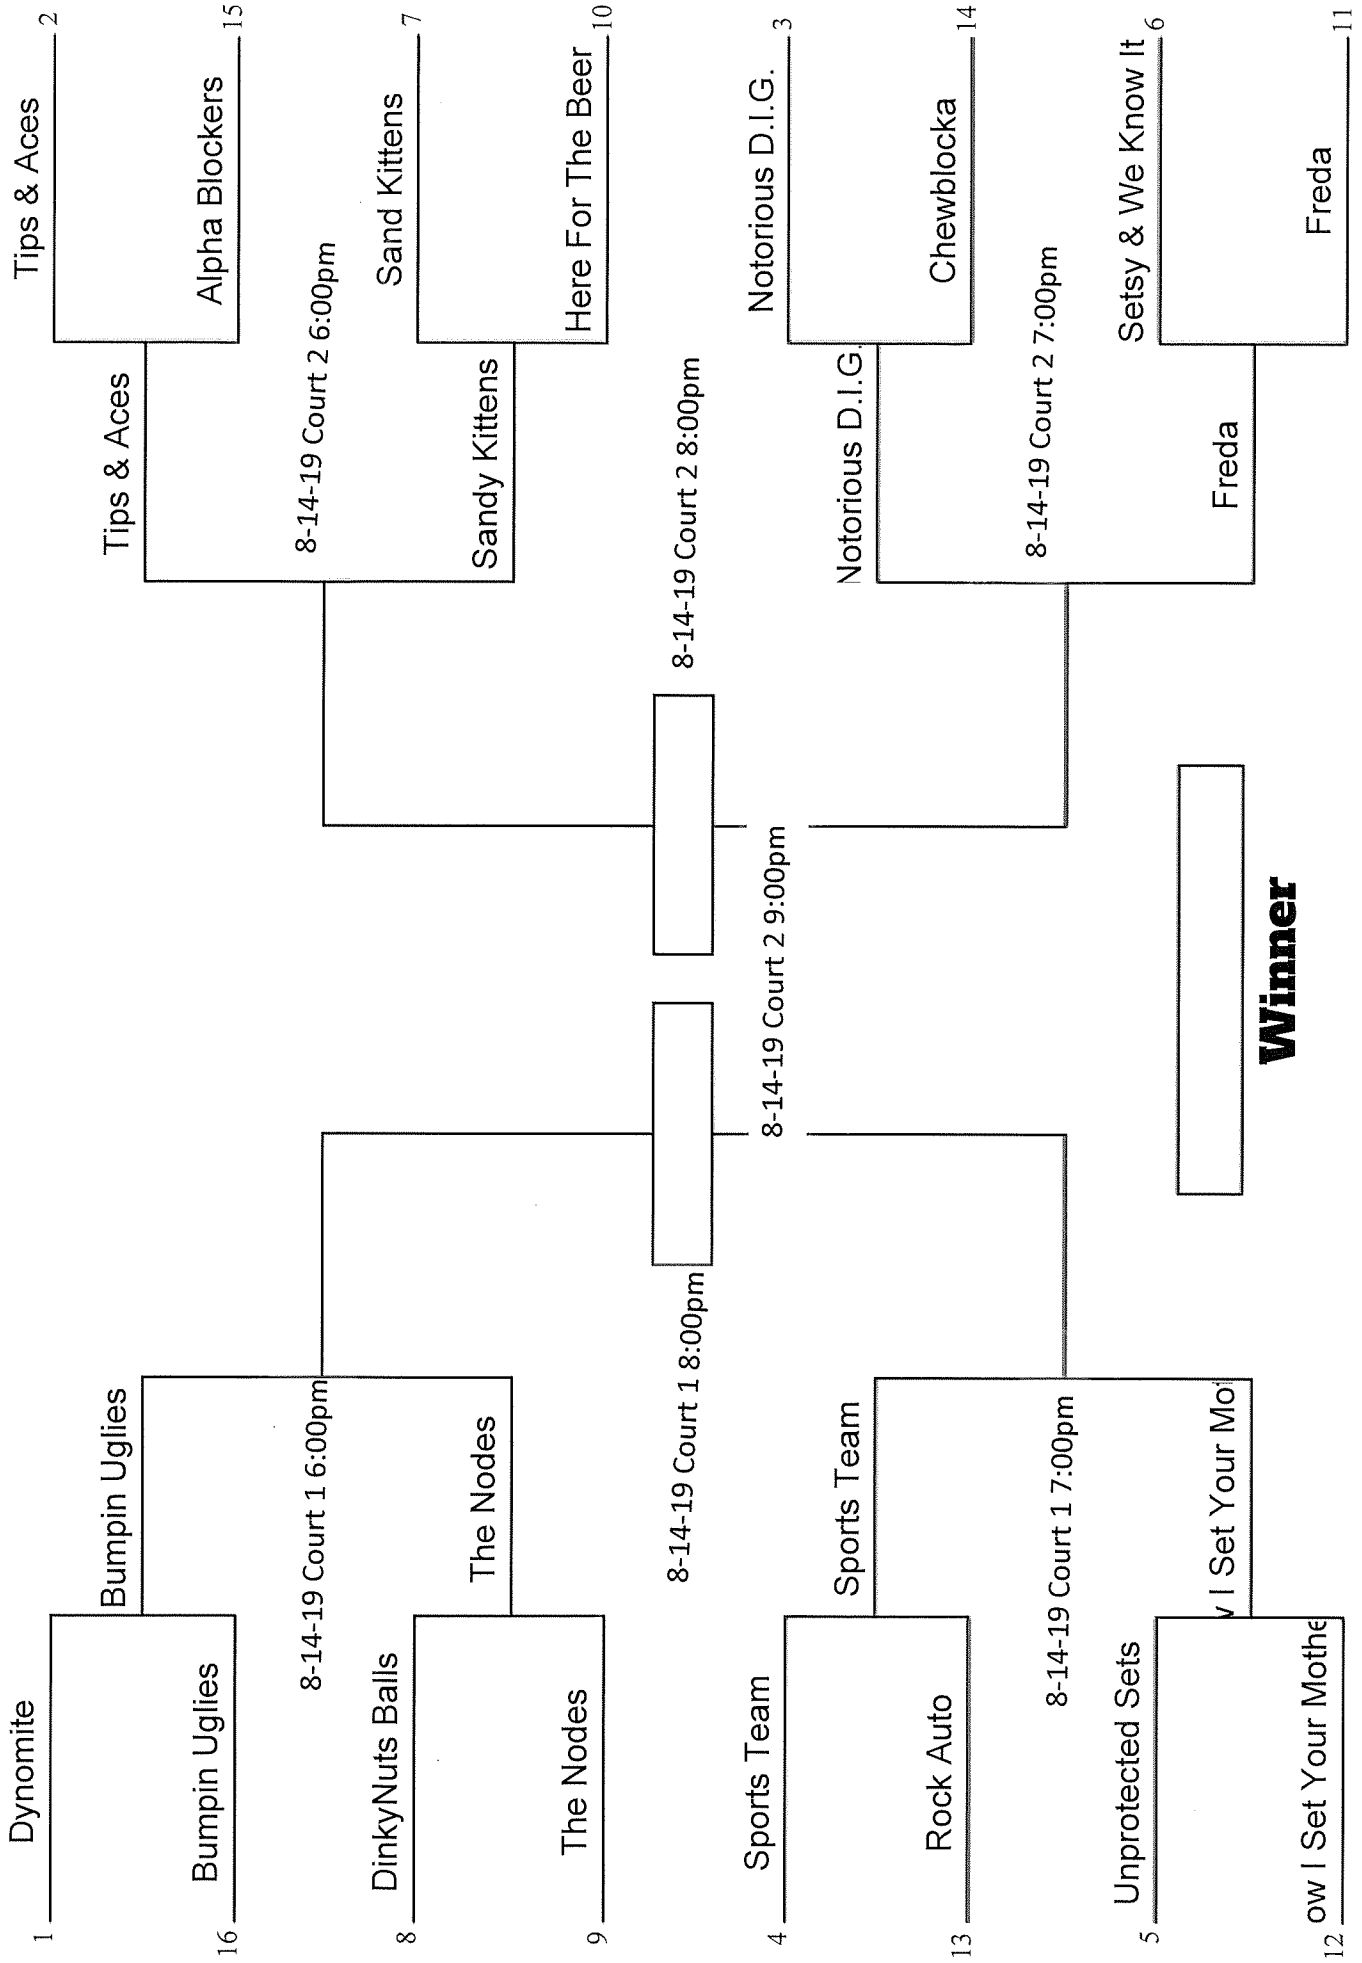 1
Dynomite
Bumpin Uglies
16
Bumpin Uglies
8-14-19 Court 1 6:00pm
8
DinkyNuts Balls
The Nodes
9
The Nodes
8-14-19 Court 1 8:00pm
4
Sports Team
Sports Team
13
Rock Auto
8-14-19 Court 1 7:00pm
5
Unprotected Sets
I Set Your Mo
12
ow I Set Your Mothe
8-14-19 Court 2 9:00pm
Winner
Tips & Aces
2
Tips & Aces
Alpha Blockers
15
8-14-19 Court 2 6:00pm
Sand Kittens
7
Sandy Kittens
Here For The Beer
10
8-14-19 Court 2 8:00pm
Notorious D.I.G.
3
Notorious D.I.G.
Chewblocka
14
8-14-19 Court 2 7:00pm
Setsy & We Know It
6
Freda
Freda
11